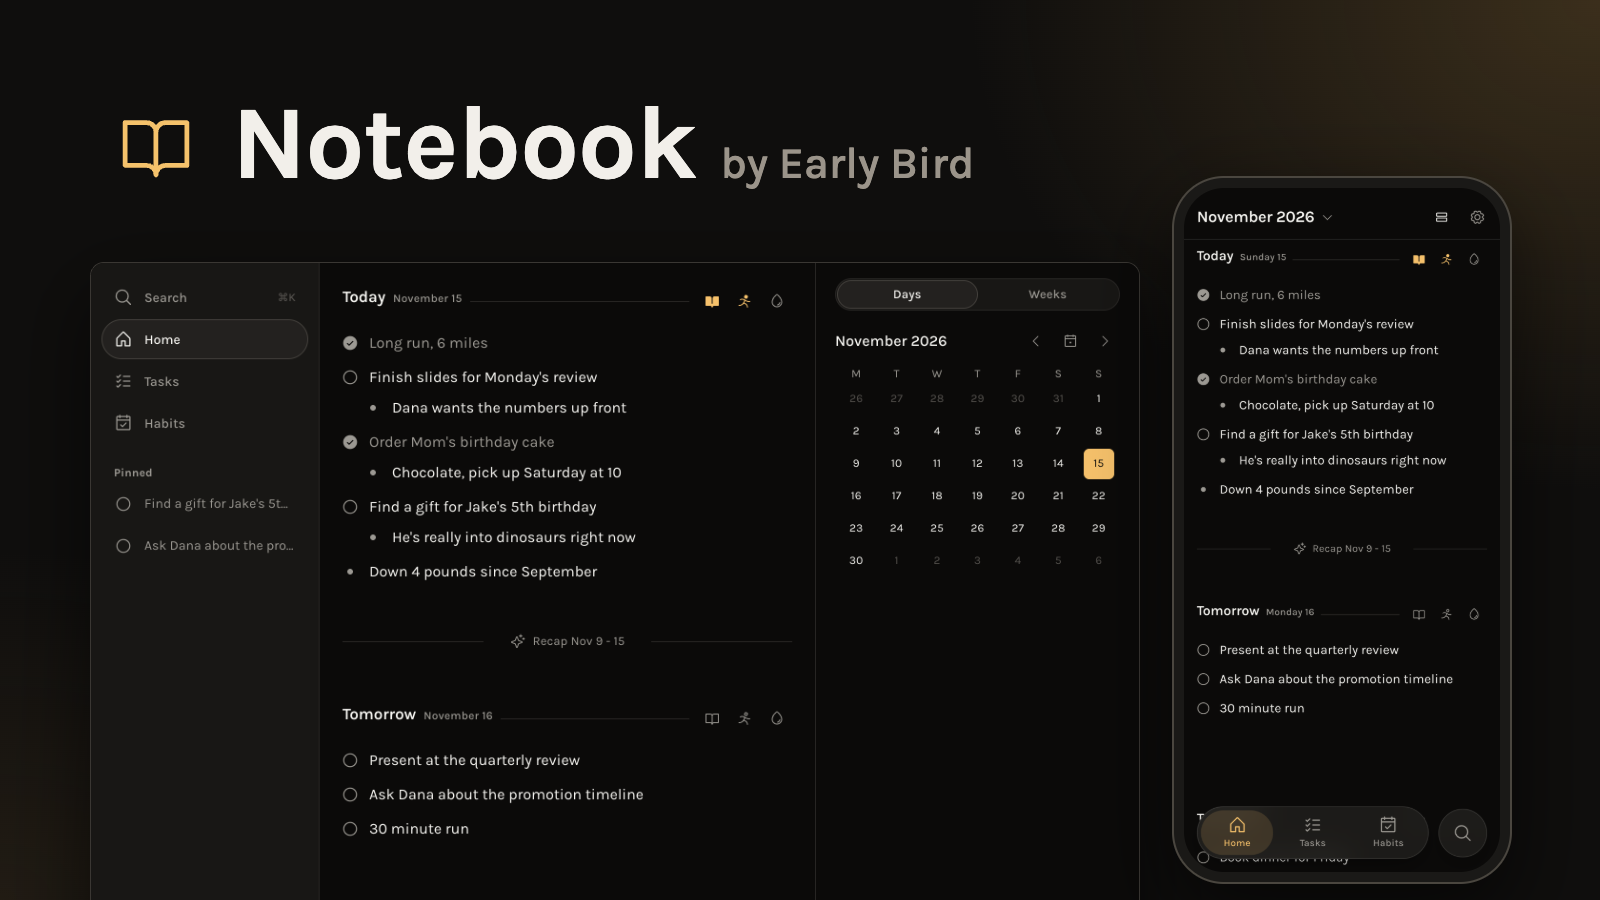 Notebook by Early Bird
Search ⌘K
Home
Tasks
Habits
Pinned
Find a gift for Jake's 5t...
Ask Dana about the pro...
Today November 15
Long run, 6 miles
Finish slides for Monday's review
Dana wants the numbers up front
Order Mom's birthday cake
Chocolate, pick up Saturday at 10
Find a gift for Jake's 5th birthday
He's really into dinosaurs right now
Down 4 pounds since September
Recap Nov 9 - 15
Tomorrow November 16
Present at the quarterly review
Ask Dana about the promotion timeline
30 minute run
Days Weeks
November 2026
M T W T F S S
26 27 28 29 30 31 1
2 3 4 5 6 7 8
9 10 11 12 13 14 15
16 17 18 19 20 21 22
23 24 25 26 27 28 29
30 1 2 3 4 5 6
November 2026
Today Sunday 15
Long run, 6 miles
Finish slides for Monday's review
Dana wants the numbers up front
Order Mom's birthday cake
Chocolate, pick up Saturday at 10
Find a gift for Jake's 5th birthday
He's really into dinosaurs right now
Down 4 pounds since September
Recap Nov 9 - 15
Tomorrow Monday 16
Present at the quarterly review
Ask Dana about the promotion timeline
30 minute run
Home Tasks Habits
Book dinner for Friday